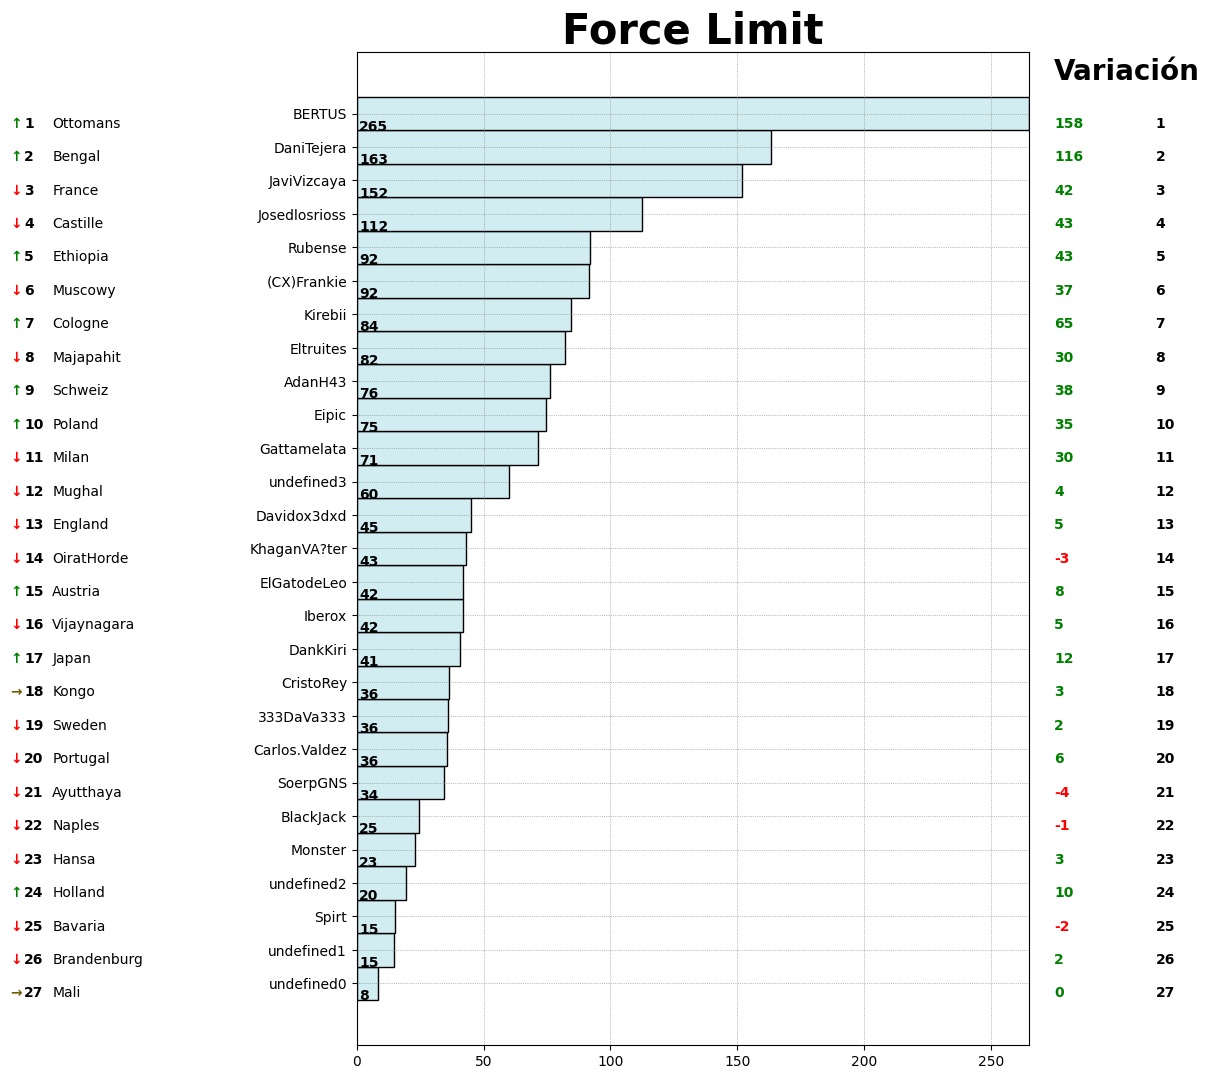 Force Limit
Variación
↑ 1 Ottomans BERTUS 265 158 1
↑ 2 Bengal DaniTejera 163 116 2
↓ 3 France JaviVizcaya 152 42 3
↓ 4 Castille Josedlosrioss 112 43 4
↑ 5 Ethiopia Rubense 92 43 5
↓ 6 Muscowy (CX)Frankie 92 37 6
↑ 7 Cologne Kirebii 84 65 7
↓ 8 Majapahit Eltruites 82 30 8
↑ 9 Schweiz AdanH43 76 38 9
↑ 10 Poland Eipic 75 35 10
↓ 11 Milan Gattamelata 71 30 11
↓ 12 Mughal undefined3 60 4 12
↓ 13 England Davidox3dxd 45 5 13
↓ 14 OiratHorde KhaganVA?ter 43 -3 14
↑ 15 Austria ElGatodeLeo 42 8 15
↓ 16 Vijaynagara Iberox 42 5 16
↑ 17 Japan DankKiri 41 12 17
→ 18 Kongo CristoRey 36 3 18
↓ 19 Sweden 333DaVa333 36 2 19
↓ 20 Portugal Carlos.Valdez 36 6 20
↓ 21 Ayutthaya SoerpGNS 34 -4 21
↓ 22 Naples BlackJack 25 -1 22
↓ 23 Hansa Monster 23 3 23
↑ 24 Holland undefined2 20 10 24
↓ 25 Bavaria Spirt 15 -2 25
↓ 26 Brandenburg undefined1 15 2 26
→ 27 Mali undefined0 8 0 27
0 50 100 150 200 250